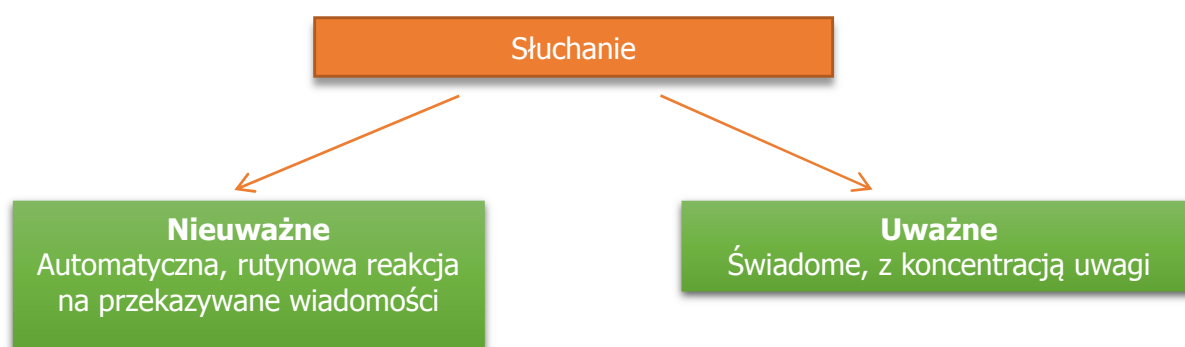 Słuchanie
Nieuważne
Automatyczna, rutynowa reakcja
na przekazywane wiadomości
Uważne
Świadome, z koncentracją uwagi